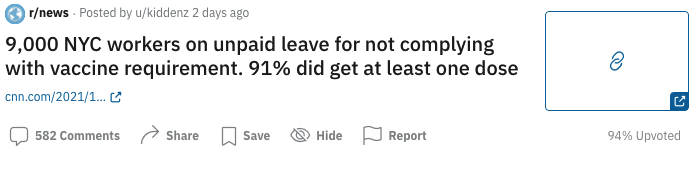 r/news · Posted by u/kiddenz 2 days ago
9,000 NYC workers on unpaid leave for not complying
with vaccine requirement. 91% did get at least one dose
cnn.com/2021/1...
582 Comments Share Save Hide Report 94% Upvoted